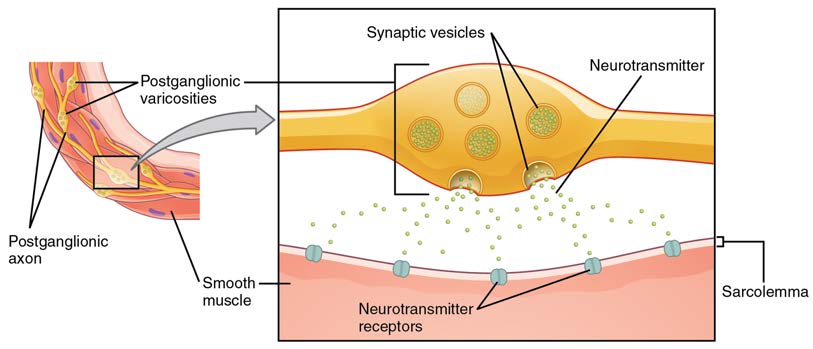 Synaptic vesicles
Neurotransmitter
Postganglionic
varicosities
Postganglionic
axon
Smooth
muscle
Neurotransmitter
receptors
Sarcolemma